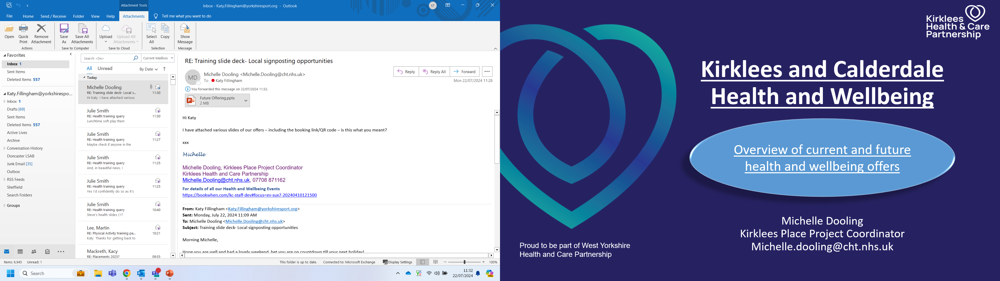 Attachment Tools
Inbox - Katy.Fillingham@yorkshiresport.org - Outlook
KF
File Home Send / Receive Folder View Help Attachments Tell me what you want to do
Open
Quick Print
Remove Attachment
Actions
Save As
Save All Attachments
Save to Computer
Upload
Upload All Attachments
Save to Cloud
Select All
Copy
Selection
Show Message
Message
Favorites
Inbox 1
Sent Items
Deleted Items 557
Katy.Fillingham@yorkshirespo...
Inbox 1
Drafts [69]
Sent Items
Deleted Items 557
Active Lives
Archive
Conversation History
Doncaster LSAB
Junk Email [35]
Outbox
RSS Feeds
Sheffield
Search Folders
Groups
Search <0w>
Current Mailbox
All Unread By Date
Today
Michelle Dooling
RE: Training slide deck- Local s... 11:30
Hi Katy I have attached various
Julie Smith
RE: Health training query 11:30
Lunchtime soft play then!
Julie Smith
RE: Health training query 11:27
Maybe check if anyone in the
Julie Smith
RE: Health training query 11:25
And, in beautiful news, I
Julie Smith
RE: Health training query 11:25
Yes I'd confidently do so as it's
Julie Smith
RE: Health training query 10:40
Steve's health slides (17
Lee, Martin
RE: Physical Activity training pa... 10:21
Katy Thanks for getting back to
Mackreth, Kacy
RE: Placements 2025? 09:55
RE: Training slide deck- Local signposting opportunities
MD
Michelle Dooling <Michelle.Dooling@cht.nhs.uk>
To Katy Fillingham
Reply Reply All Forward
Mon 22/07/2024 11:28
You forwarded this message on 22/07/2024 11:32.
Future Offering.pptx
2 MB
Hi Katy
I have attached various slides of our offers – including the booking link/QR code – is this what you meant?
xxx
Michelle
Michelle Dooling, Kirklees Place Project Coordinator
Kirklees Health and Care Partnership
Michelle.Dooling@cht.nhs.uk, 07708 871162
For details of all our Health and Wellbeing Events
https://bookwhen.com/kc-staff-dev#focus=ev-sux7-20240410121500
From: Katy Fillingham <Katy.Fillingham@yorkshiresport.org>
Sent: Monday, July 22, 2024 11:09 AM
To: Michelle Dooling <Michelle.Dooling@cht.nhs.uk>
Subject: Training slide deck- Local signposting opportunities
Morning Michelle,
Hope you are well and had a lovely weekend, bet you are on countdown till your next holiday!
Items: 6,945 Unread: 1
This folder is up to date. Connected to: Microsoft Exchange Display Settings 100%
Search
NEW
11:32
22/07/2024
PRE
Kirklees
Health & Care
Partnership
Kirklees and Calderdale
Health and Wellbeing
Overview of current and future
health and wellbeing offers
Michelle Dooling
Kirklees Place Project Coordinator
Michelle.dooling@cht.nhs.uk
Proud to be part of West Yorkshire
Health and Care Partnership